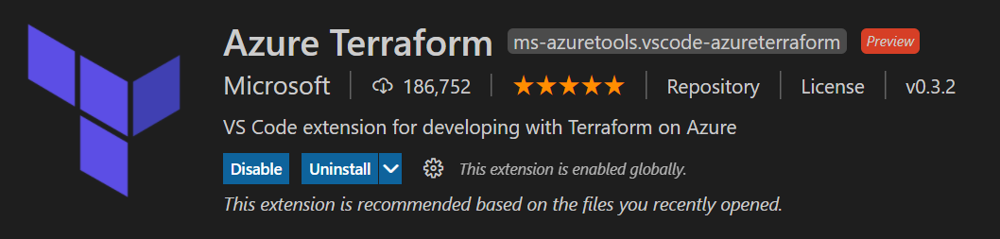 Azure Terraform ms-azuretools.vscode-azureterraform Preview
Microsoft 186,752 Repository License v0.3.2
VS Code extension for developing with Terraform on Azure
Disable Uninstall This extension is enabled globally.
This extension is recommended based on the files you recently opened.